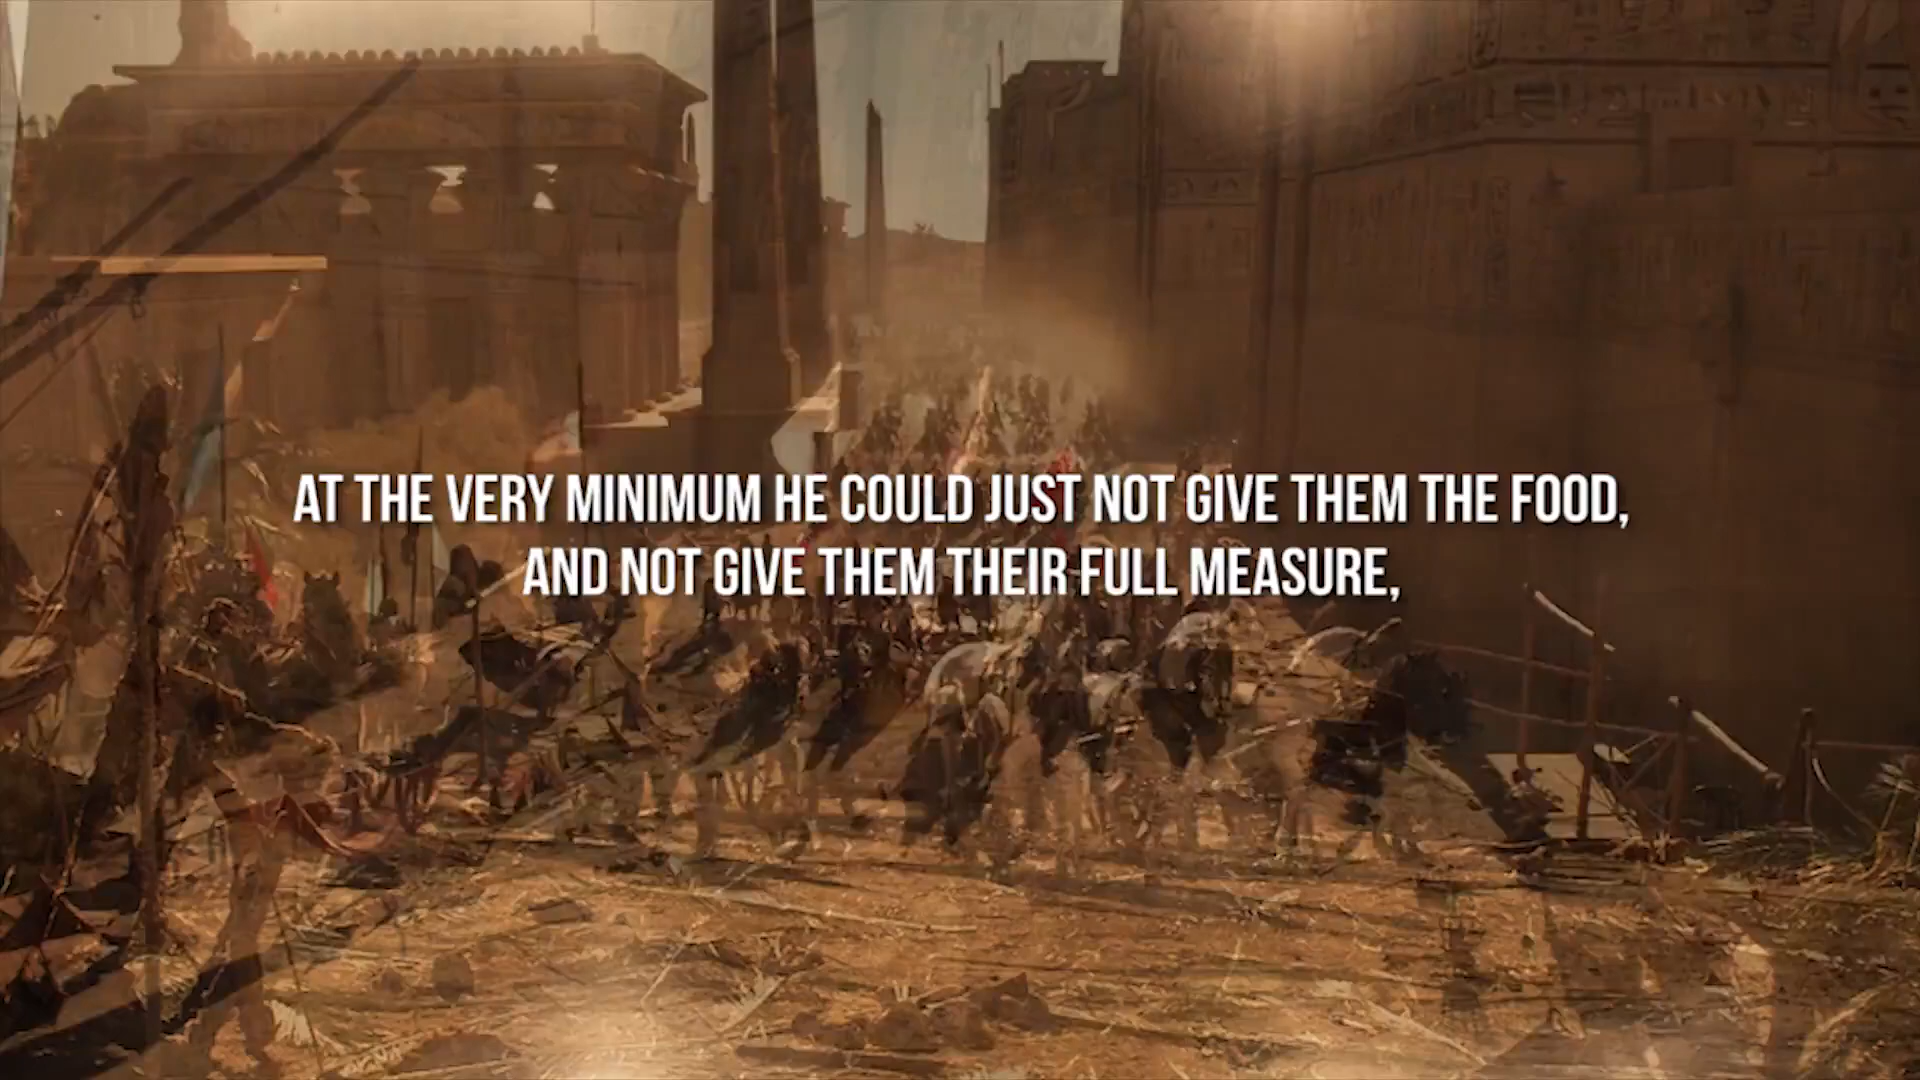 AT THE VERY MINIMUM HE COULD JUST NOT GIVE THEM THE FOOD,
AND NOT GIVE THEM THEIR FULL MEASURE,